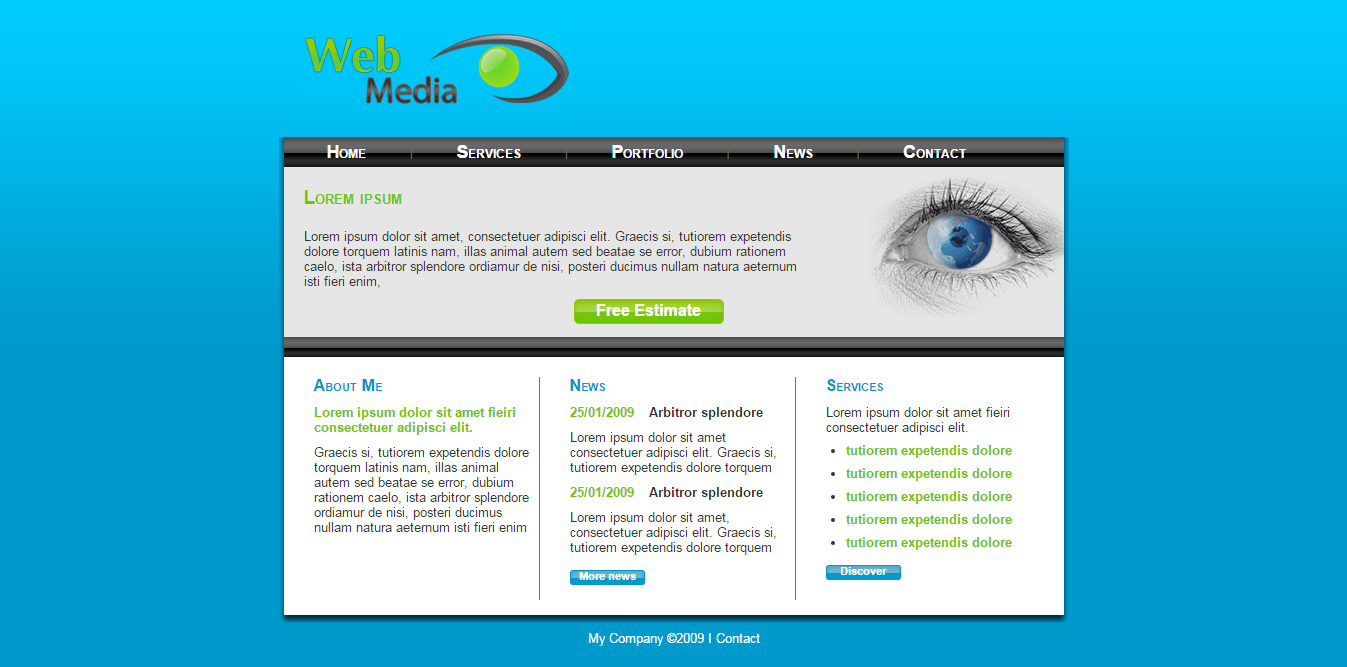 Web
Media
Home | Services | Portfolio | News | Contact
Lorem ipsum
Lorem ipsum dolor sit amet, consectetuer adipisci elit. Graecis si, tutiorem expetendis
dolore torquem latinis nam, illas animal autem sed beatae se error, dubium rationem
caelo, ista arbitror splendore ordiamur de nisi, posteri ducimus nullam natura aeternum
isti fieri enim,
Free Estimate
About Me
Lorem ipsum dolor sit amet fieiri
consectetuer adipisci elit.
Graecis si, tutiorem expetendis dolore
torquem latinis nam, illas animal
autem sed beatae se error, dubium
rationem caelo, ista arbitror splendore
ordiamur de nisi, posteri ducimus
nullam natura aeternum isti fieri enim
News
25/01/2009 Arbitror splendore
Lorem ipsum dolor sit amet
consectetuer adipisci elit. Graecis si,
tutiorem expetendis dolore torquem
25/01/2009 Arbitror splendore
Lorem ipsum dolor sit amet,
consectetuer adipisci elit. Graecis si,
tutiorem expetendis dolore torquem
More news
Services
Lorem ipsum dolor sit amet fieiri
consectetuer adipisci elit.
• tutiorem expetendis dolore
• tutiorem expetendis dolore
• tutiorem expetendis dolore
• tutiorem expetendis dolore
• tutiorem expetendis dolore
Discover
My Company ©2009 I Contact